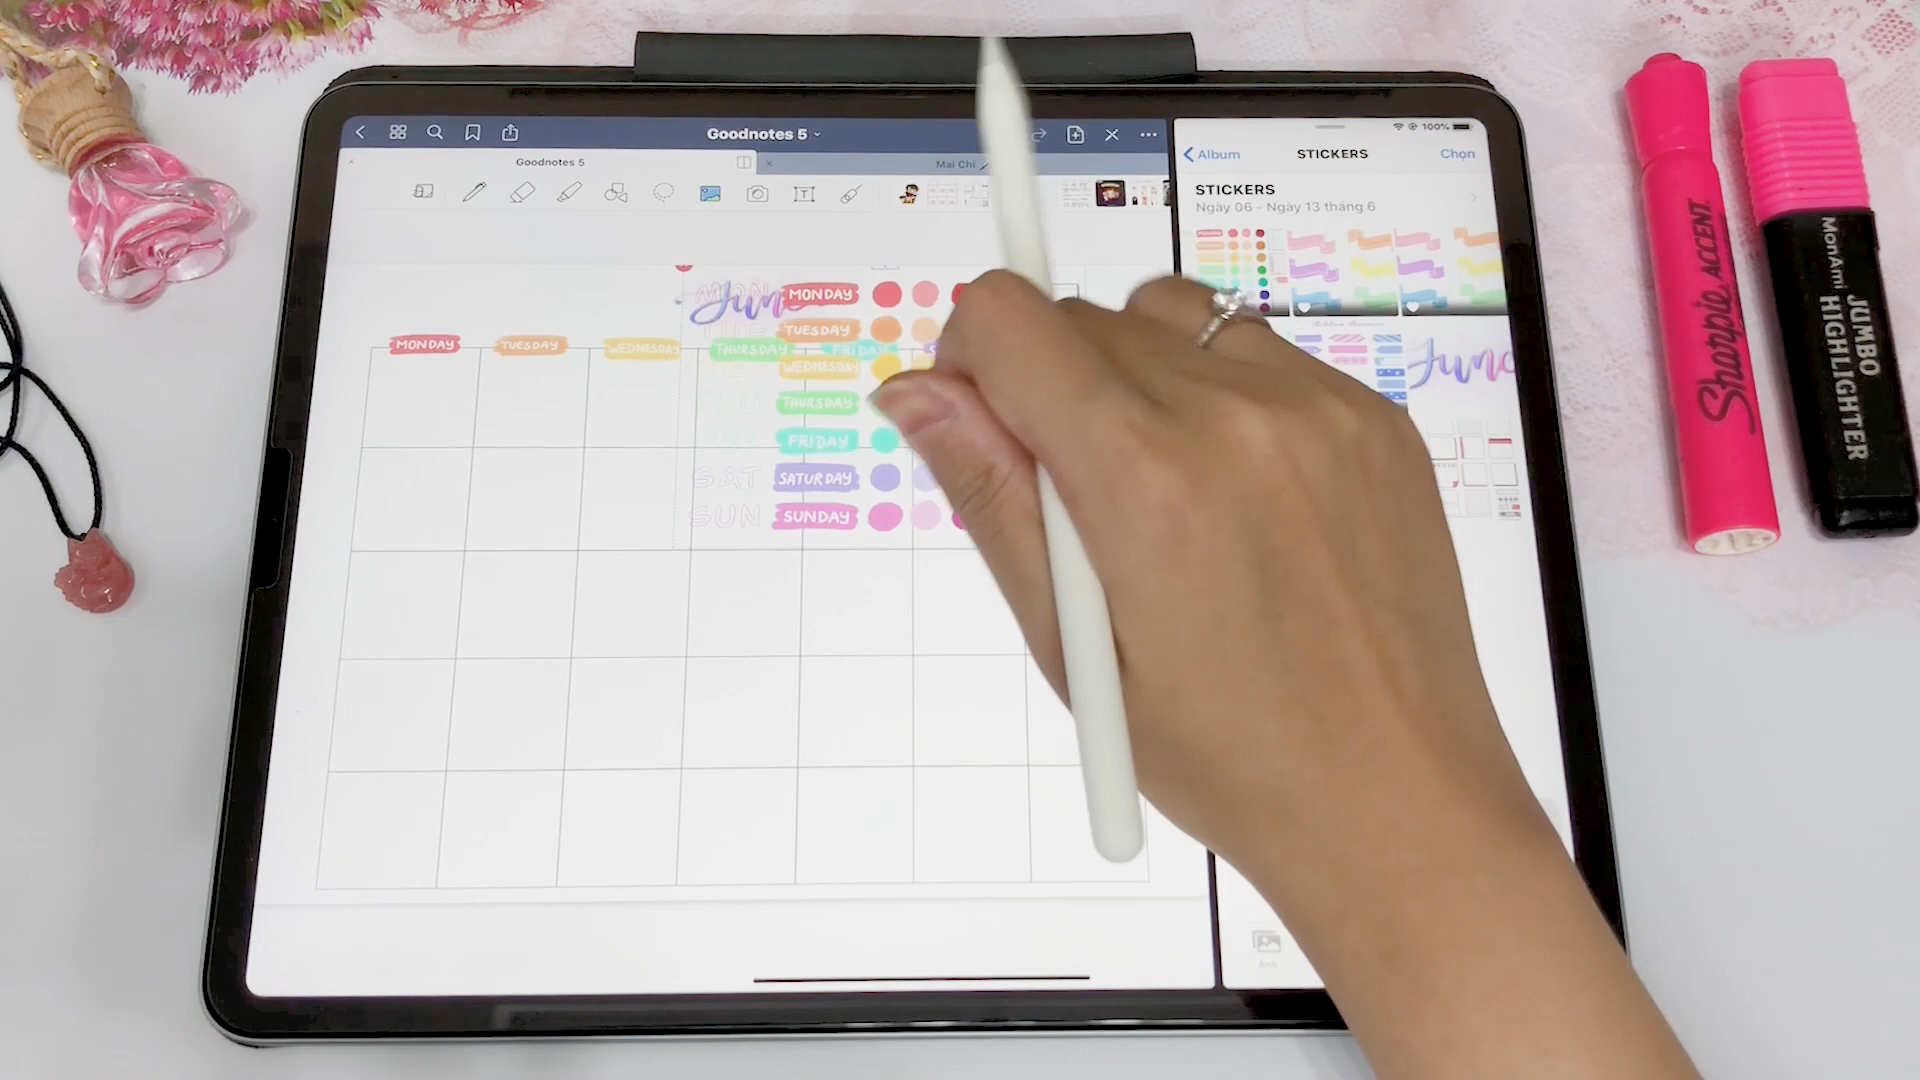 Goodnotes 5
100%
Goodnotes 5
Mai Chi
Album
STICKERS
Chọn
STICKERS
Ngày 06 - Ngày 13 tháng 6
June
MONDAY
TUESDAY
WEDNESDAY
THURSDAY
FRIDAY
SAT
SATURDAY
SUN
SUNDAY
MONDAY
TUESDAY
WEDNESDAY
THURSDAY
FRIDAY
June
Ảnh
Sharpie ACCENT
MonAmi
JUMBO
HIGHLIGHTER